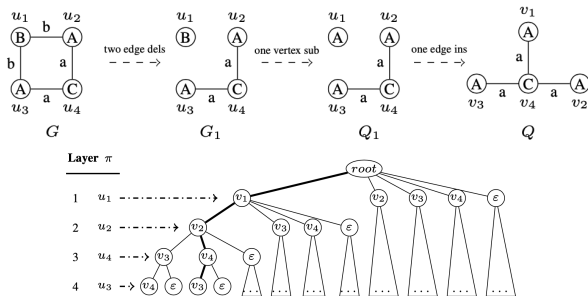 u₁ u₂ u₁ u₂ u₁ u₂ v₁
B b A B A A A A
two edge dels one vertex sub one edge ins
b a a a a
A a C A a C A a C A a C a A
u₃ u₄ u₃ u₄ u₃ u₄ v₃ v₄ v₂
G G₁ Q₁ Q
Layer π root
1 u₁ v₁ v₂ v₃ v₄ ε
2 u₂ v₂ v₃ v₄ ε
3 u₄ v₃ v₄ ε
4 u₃ v₄ ε v₃ ε ... ... ... ... ... ... ... ...